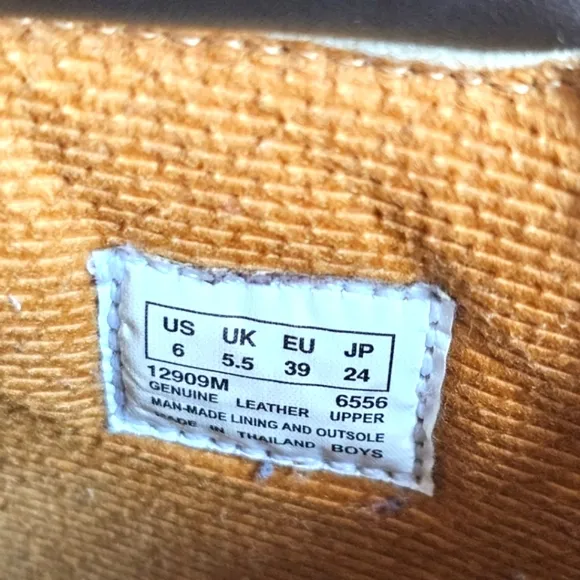 US UK EU JP
6 5.5 39 24
12909M 6556
GENUINE LEATHER UPPER
MAN-MADE LINING AND OUTSOLE
MADE IN THAILAND BOYS